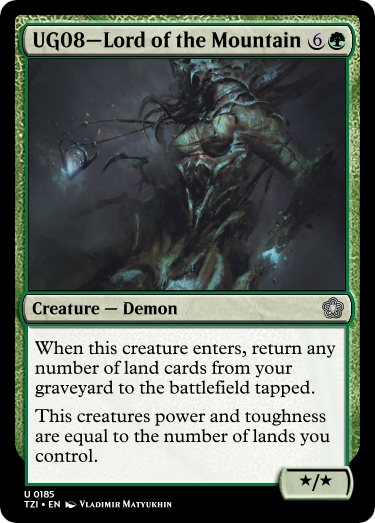 UG08—Lord of the Mountain 6
Creature — Demon
When this creature enters, return any
number of land cards from your
graveyard to the battlefield tapped.
This creatures power and toughness
are equal to the number of lands you
control.
★/★
U 0185
TZI • EN Vladimir Matyukhin